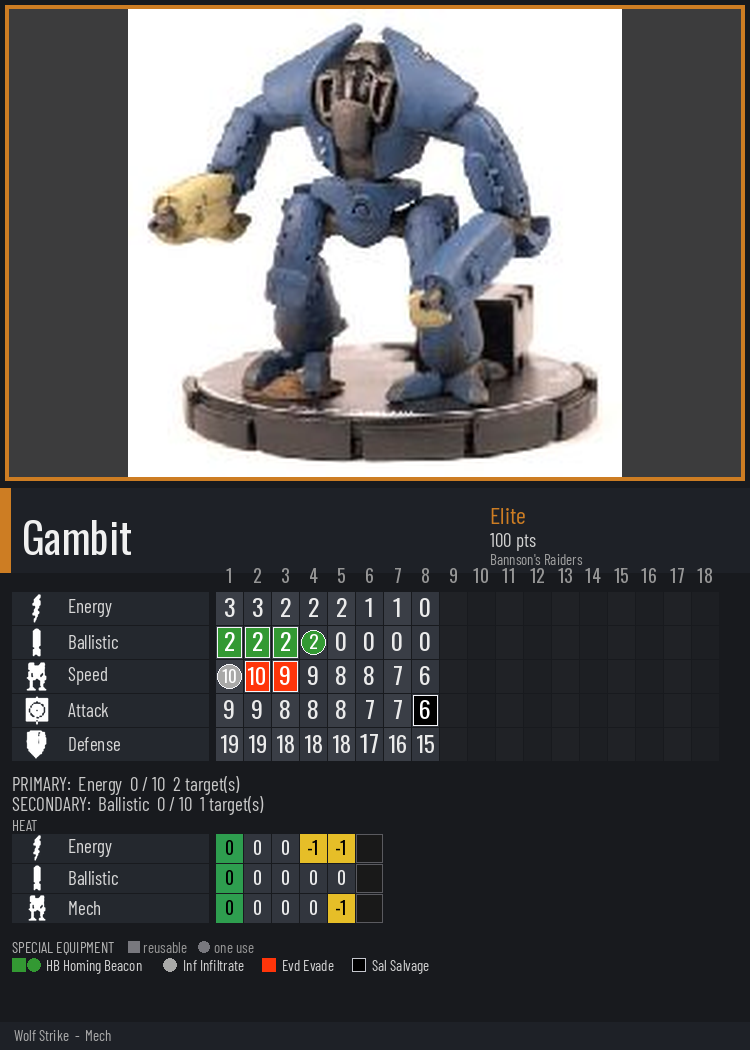 Gambit
Elite
100 pts
Bannson's Raiders
1 2 3 4 5 6 7 8 9 10 11 12 13 14 15 16 17 18
Energy 3 3 2 2 2 1 1 0
Ballistic 2 2 2 2 0 0 0 0
Speed 10 10 9 9 8 8 7 6
Attack 9 9 8 8 8 7 7 6
Defense 19 19 18 18 18 17 16 15
PRIMARY: Energy 0 / 10 2 target(s)
SECONDARY: Ballistic 0 / 10 1 target(s)
HEAT
Energy 0 0 0 -1 -1
Ballistic 0 0 0 0 0
Mech 0 0 0 0 -1
SPECIAL EQUIPMENT reusable one use
HB Homing Beacon Inf Infiltrate Evd Evade Sal Salvage
Wolf Strike - Mech